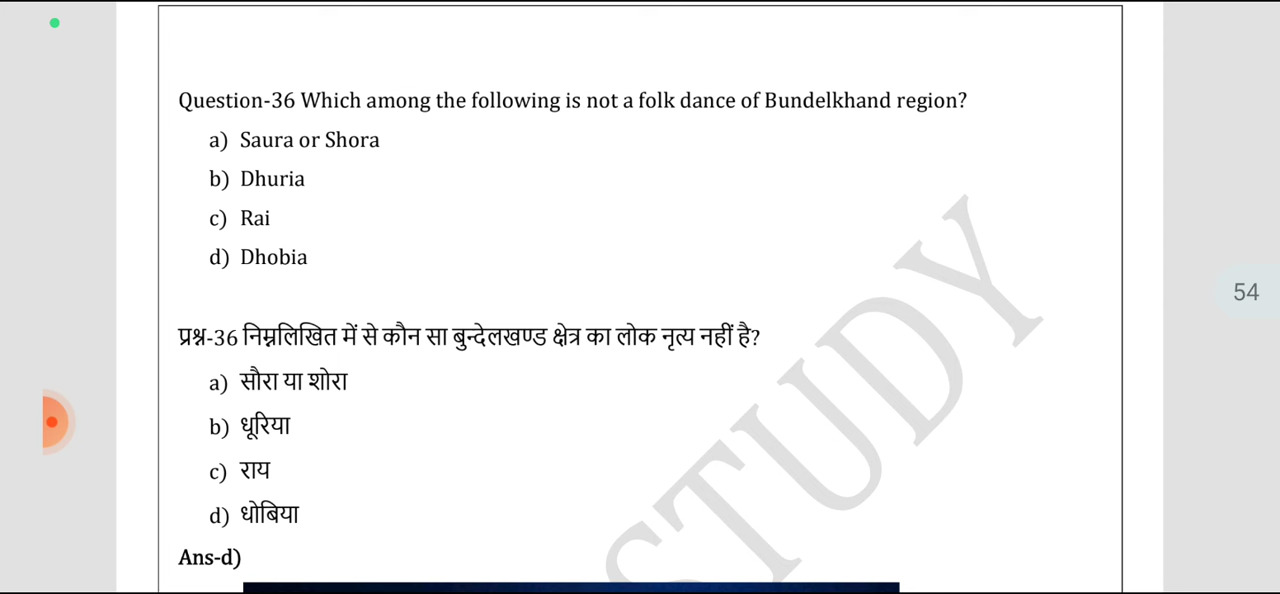 Question-36 Which among the following is not a folk dance of Bundelkhand region?
a) Saura or Shora
b) Dhuria
c) Rai
d) Dhobia
54
प्रश्न-36 निम्नलिखित में से कौन सा बुन्देलखण्ड क्षेत्र का लोक नृत्य नहीं है?
a) सौरा या शोरा
b) धूरिया
c) राय
d) धोबिया
Ans-d)
STUDY